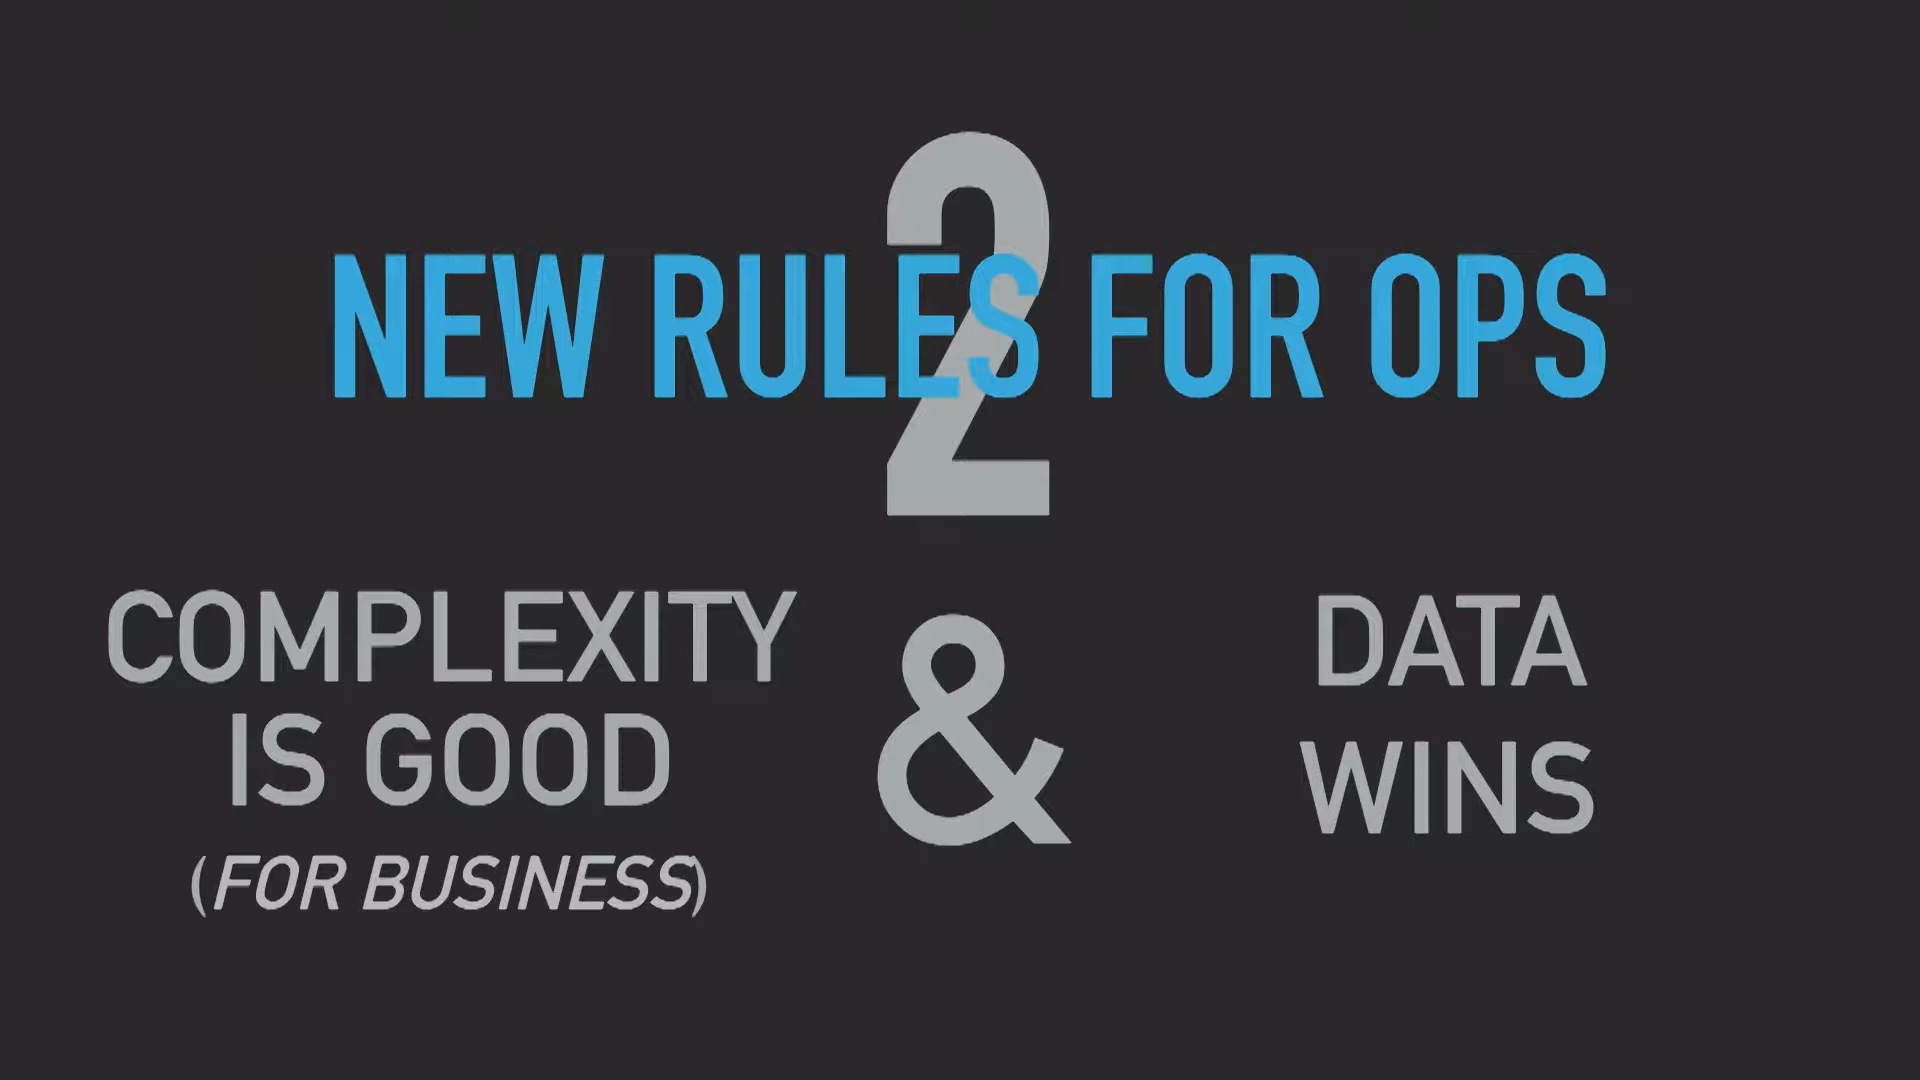 2
NEW RULES FOR OPS
COMPLEXITY
IS GOOD
(FOR BUSINESS)
&
DATA
WINS